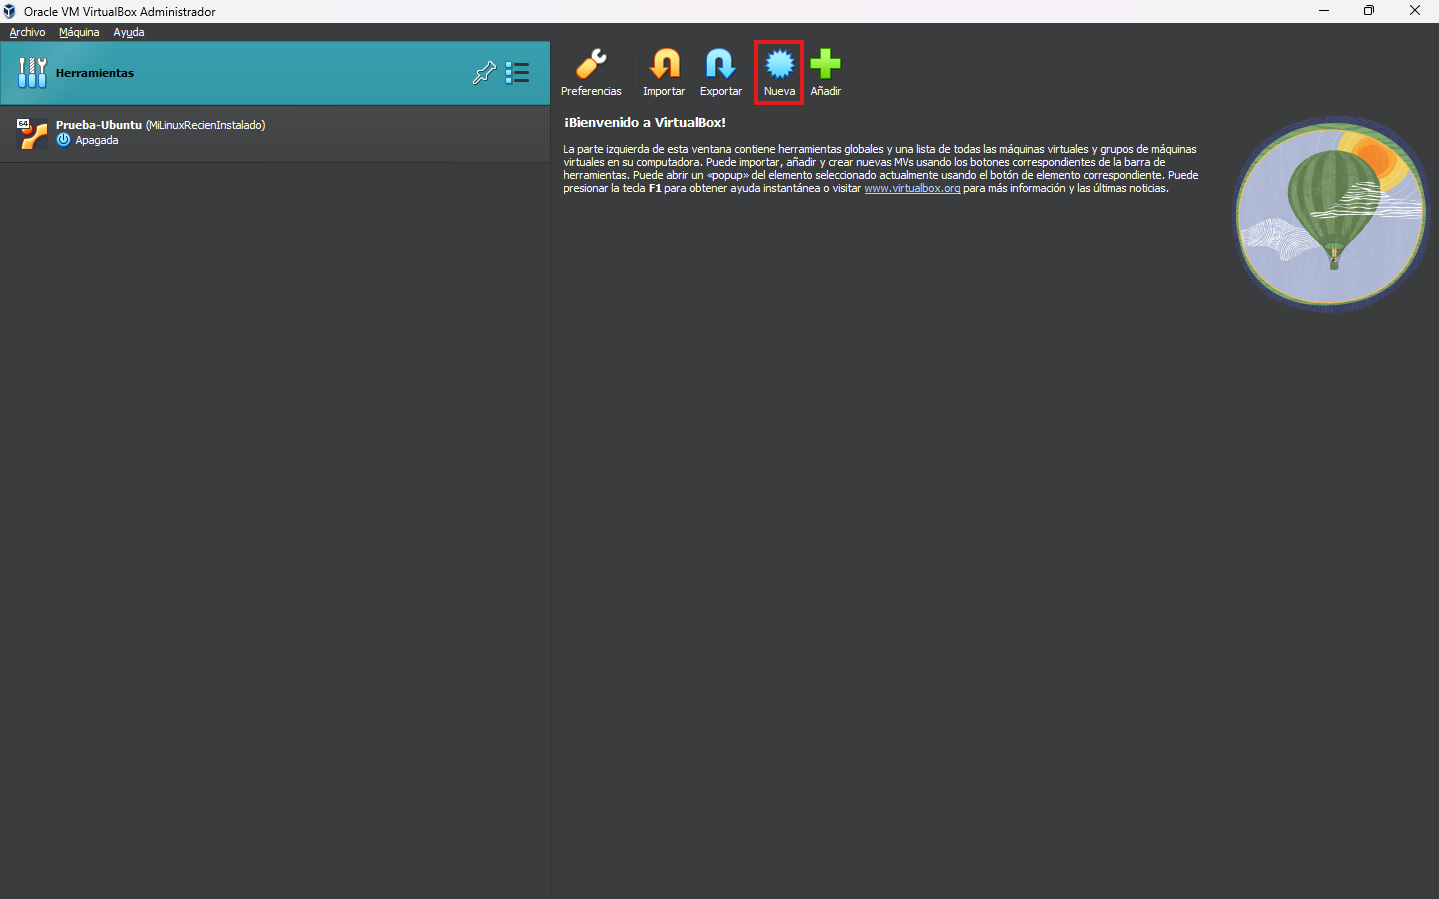 Oracle VM VirtualBox Administrador
Archivo Máquina Ayuda
Herramientas
64
Prueba-Ubuntu (MiLinuxRecienInstalado)
Apagada
Preferencias Importar Exportar Nueva Añadir
¡Bienvenido a VirtualBox!
La parte izquierda de esta ventana contiene herramientas globales y una lista de todas las máquinas virtuales y grupos de máquinas
virtuales en su computadora. Puede importar, añadir y crear nuevas MVs usando los botones correspondientes de la barra de
herramientas. Puede abrir un «popup» del elemento seleccionado actualmente usando el botón de elemento correspondiente. Puede
presionar la tecla F1 para obtener ayuda instantánea o visitar www.virtualbox.org para más información y las últimas noticias.